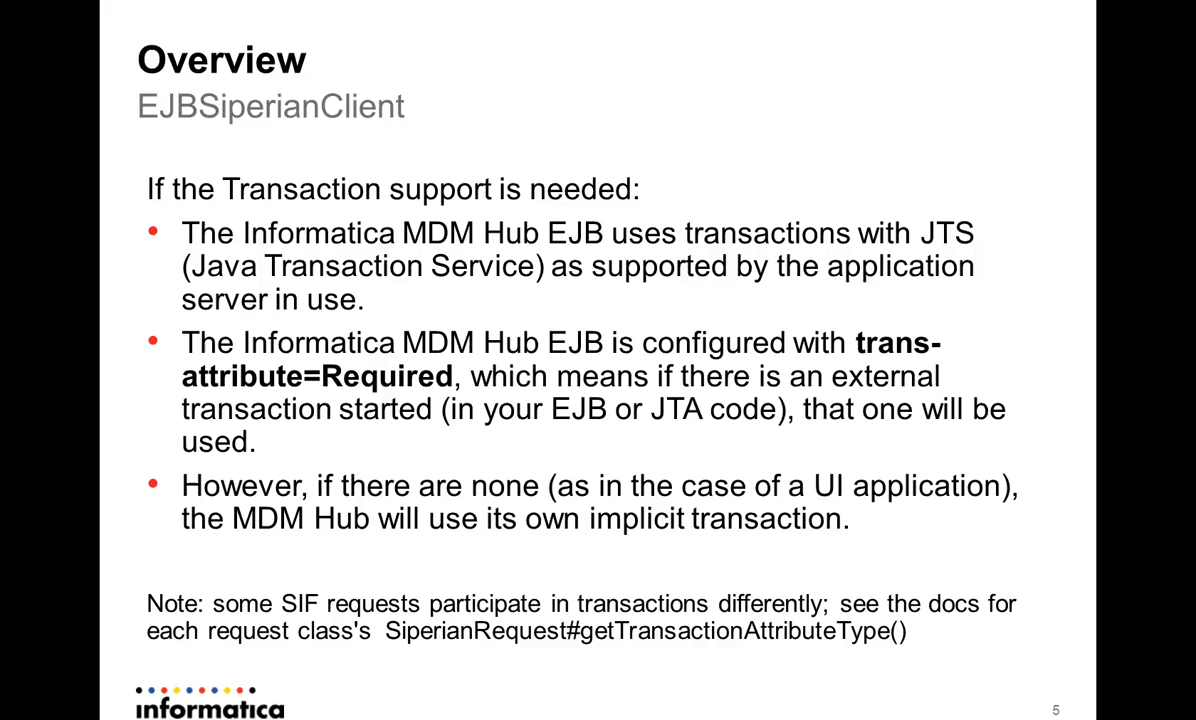 Overview
EJBSiperianClient
If the Transaction support is needed:
• The Informatica MDM Hub EJB uses transactions with JTS
(Java Transaction Service) as supported by the application
server in use.
• The Informatica MDM Hub EJB is configured with trans-
attribute=Required, which means if there is an external
transaction started (in your EJB or JTA code), that one will be
used.
• However, if there are none (as in the case of a UI application),
the MDM Hub will use its own implicit transaction.
Note: some SIF requests participate in transactions differently; see the docs for
each request class's SiperianRequest#getTransactionAttributeType()
informatica
5